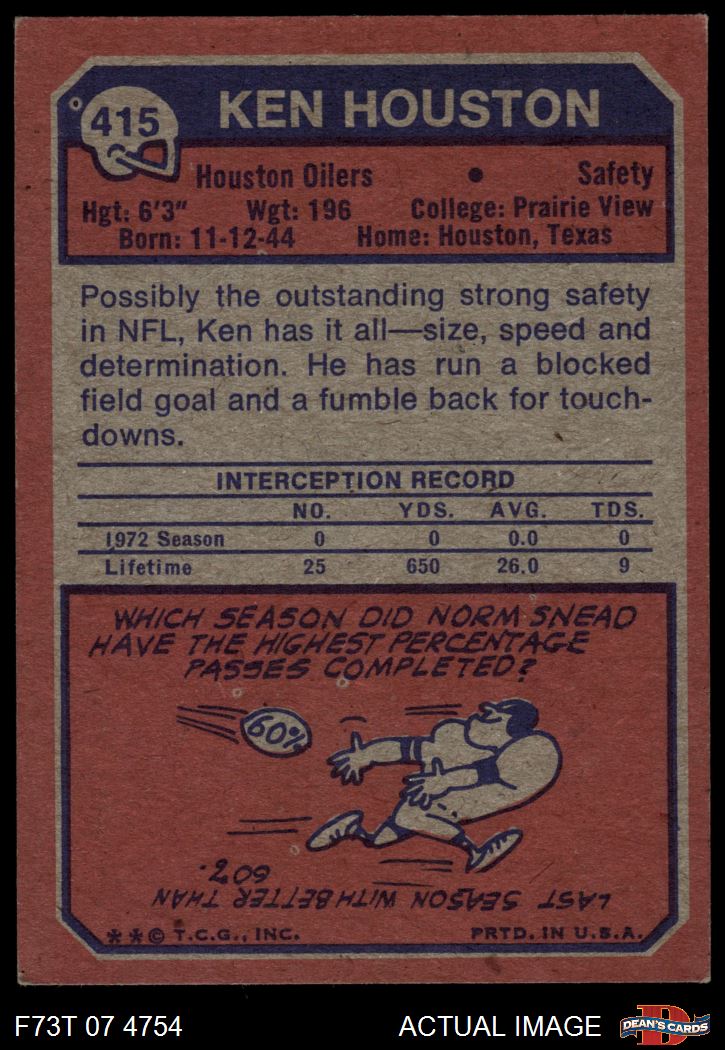 415
KEN HOUSTON
Houston Oilers • Safety
Hgt: 6'3" Wgt: 196 College: Prairie View
Born: 11-12-44 Home: Houston, Texas
Possibly the outstanding strong safety
in NFL, Ken has it all—size, speed and
determination. He has run a blocked
field goal and a fumble back for touch-
downs.
INTERCEPTION RECORD
NO. YDS. AVG. TDS.
1972 Season 0 0 0.0 0
Lifetime 25 650 26.0 9
WHICH SEASON DID NORM SNEAD
HAVE THE HIGHEST PERCENTAGE
PASSES COMPLETED?
60%
LAST SEASON WITH BETTER THAN
60%.
** © T.C.G., INC. PRTD. IN U.S.A.
F73T 07 4754 ACTUAL IMAGE
D
DEAN'S CARDS